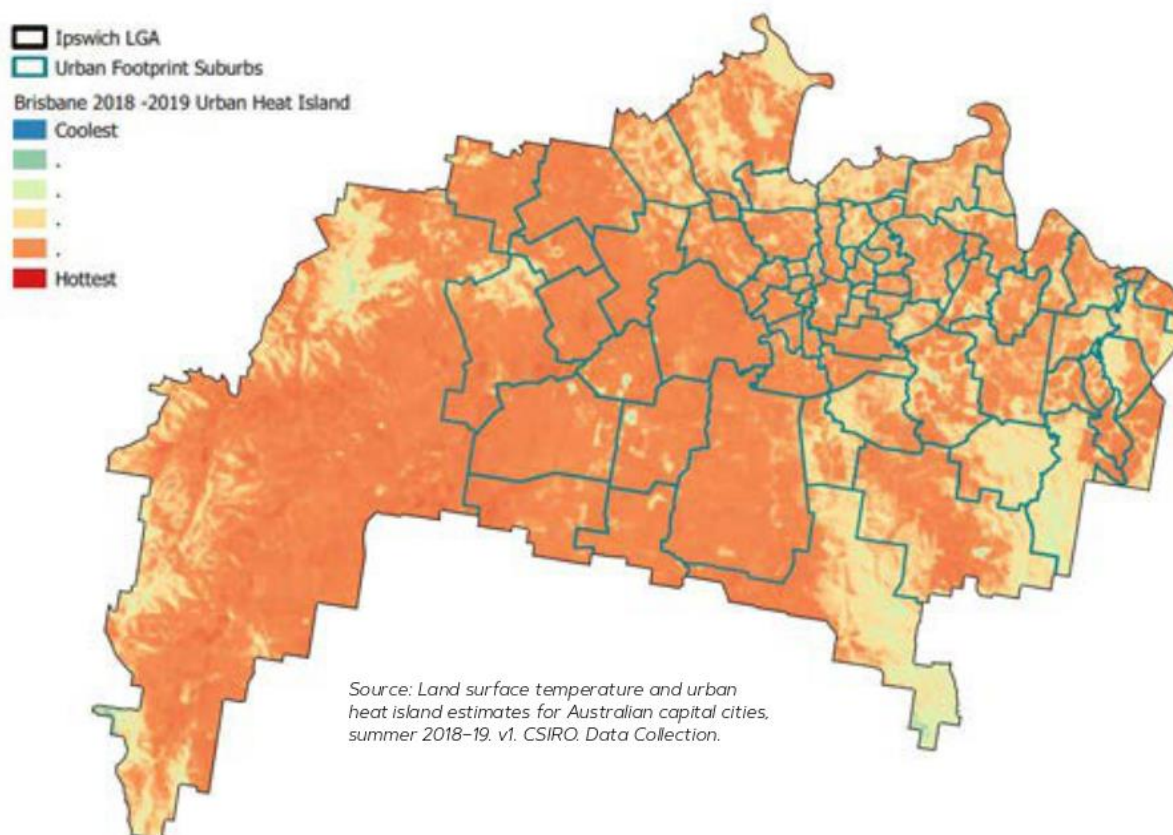 Ipswich LGA
Urban Footprint Suburbs
Brisbane 2018 -2019 Urban Heat Island
Coolest
.
.
.
.
Hottest
Source: Land surface temperature and urban
heat island estimates for Australian capital cities,
summer 2018–19. v1. CSIRO. Data Collection.